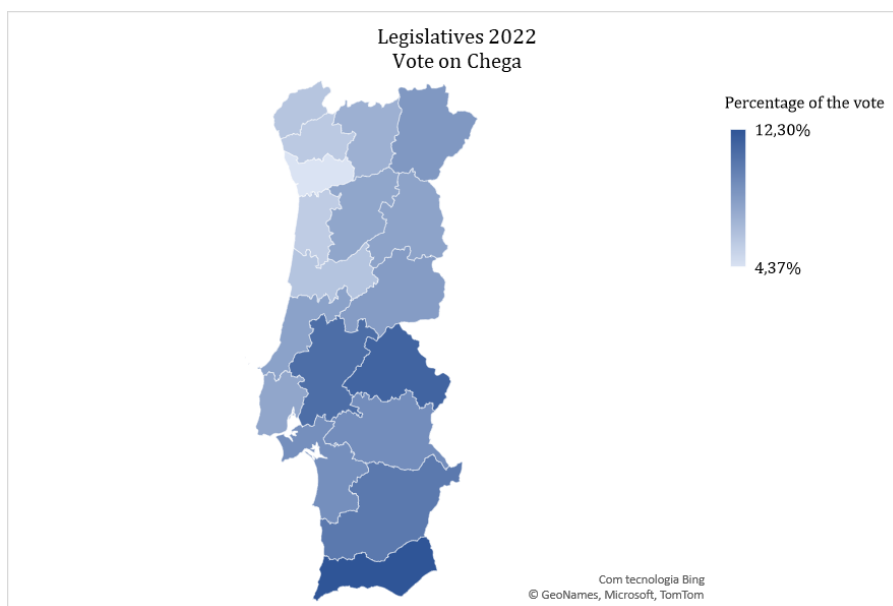 Legislatives 2022
Vote on Chega
Percentage of the vote
12,30%
4,37%
Com tecnologia Bing
© GeoNames, Microsoft, TomTom